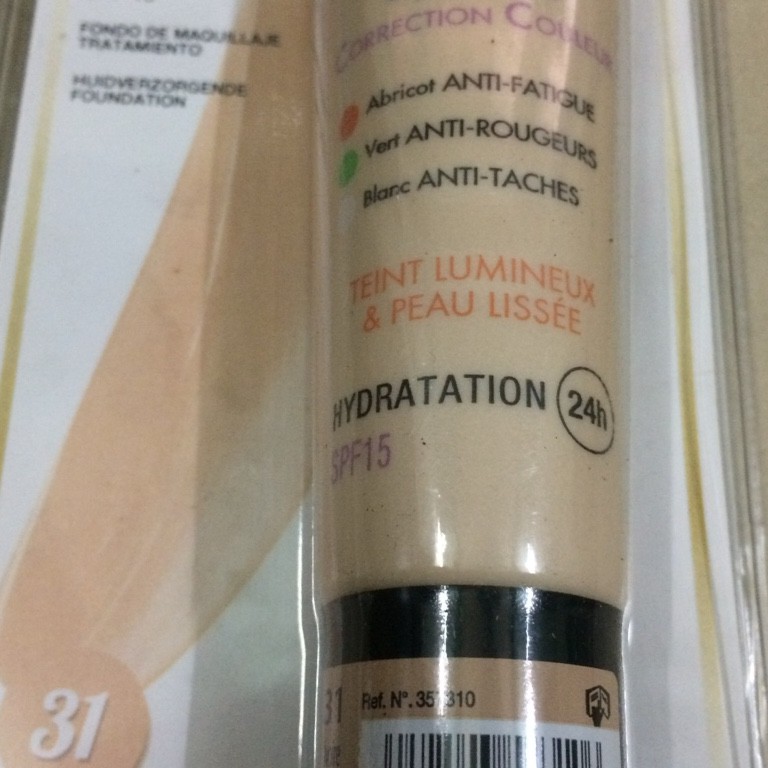 FONDO DE MAQUILLAJE
TRATAMIENTO
HUIDVERZORGENDE
FOUNDATION
CORRECTION COULEUR
Abricot ANTI-FATIGUE
Vert ANTI-ROUGEURS
Blanc ANTI-TACHES
TEINT LUMINEUX
& PEAU LISSÉE
HYDRATATION 24h
SPF15
31
31 Ref. N°.